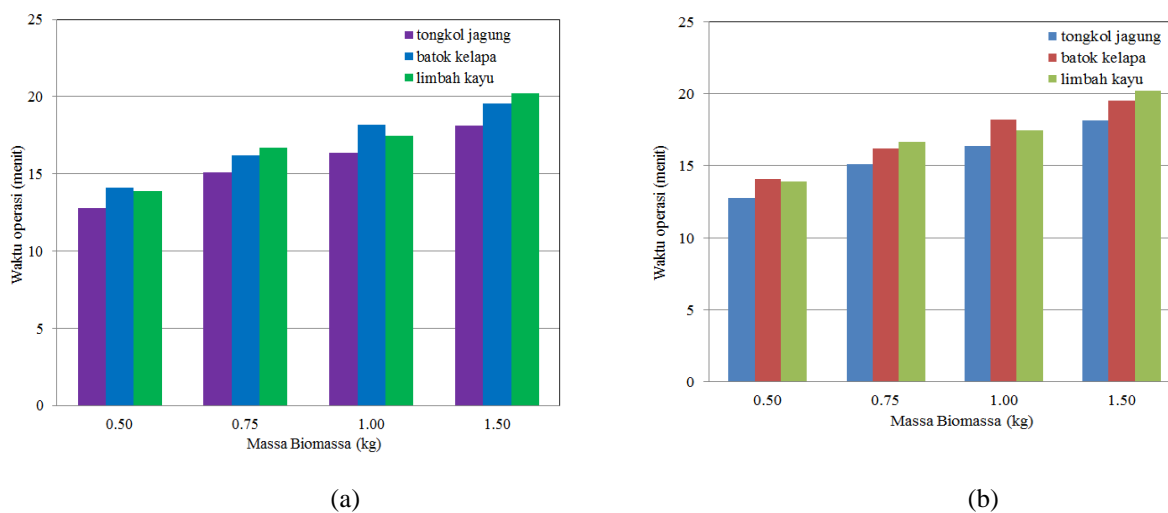 25
20
15
10
5
0
Waktu operasi (menit)
tongkol jagung
batok kelapa
limbah kayu
0.50 0.75 1.00 1.50
Massa Biomassa (kg)
(a)
25
20
15
10
5
0
Waktu operasi (menit)
tongkol jagung
batok kelapa
limbah kayu
0.50 0.75 1.00 1.50
Massa Biomassa (kg)
(b)